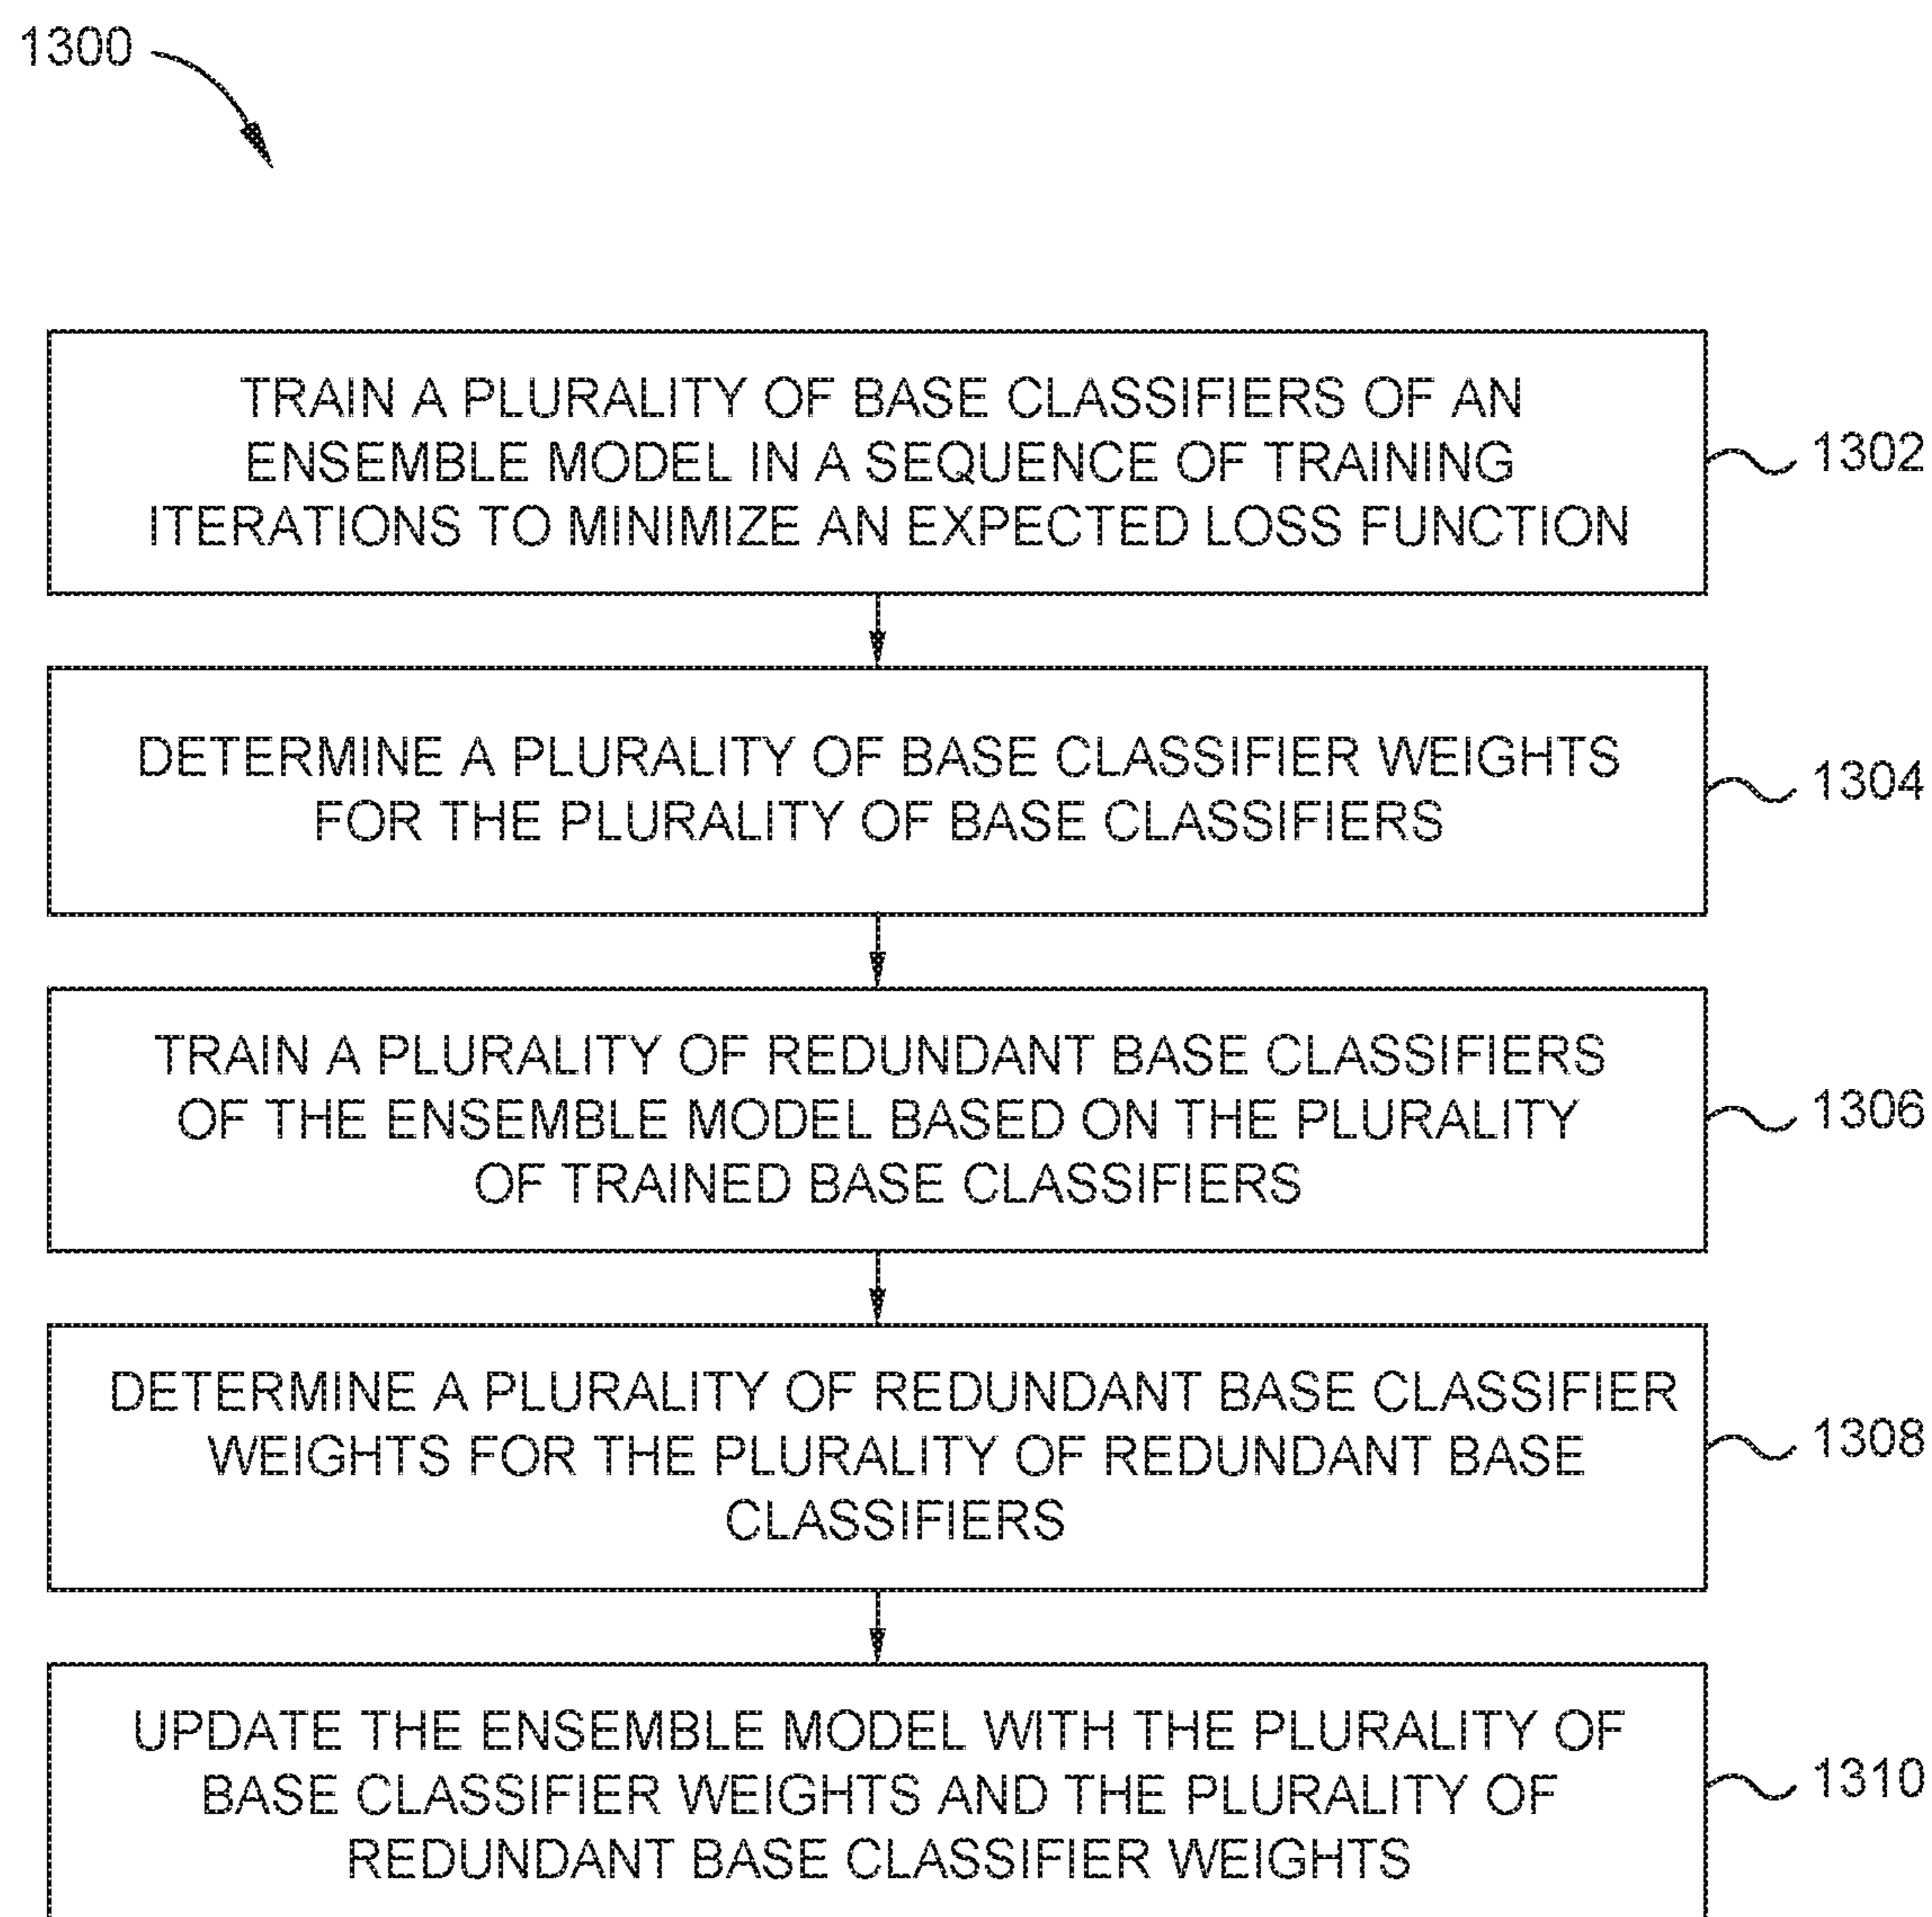 1300
TRAIN A PLURALITY OF BASE CLASSIFIERS OF AN
ENSEMBLE MODEL IN A SEQUENCE OF TRAINING
ITERATIONS TO MINIMIZE AN EXPECTED LOSS FUNCTION
1302
DETERMINE A PLURALITY OF BASE CLASSIFIER WEIGHTS
FOR THE PLURALITY OF BASE CLASSIFIERS
1304
TRAIN A PLURALITY OF REDUNDANT BASE CLASSIFIERS
OF THE ENSEMBLE MODEL BASED ON THE PLURALITY
OF TRAINED BASE CLASSIFIERS
1306
DETERMINE A PLURALITY OF REDUNDANT BASE CLASSIFIER
WEIGHTS FOR THE PLURALITY OF REDUNDANT BASE
CLASSIFIERS
1308
UPDATE THE ENSEMBLE MODEL WITH THE PLURALITY OF
BASE CLASSIFIER WEIGHTS AND THE PLURALITY OF
REDUNDANT BASE CLASSIFIER WEIGHTS
1310